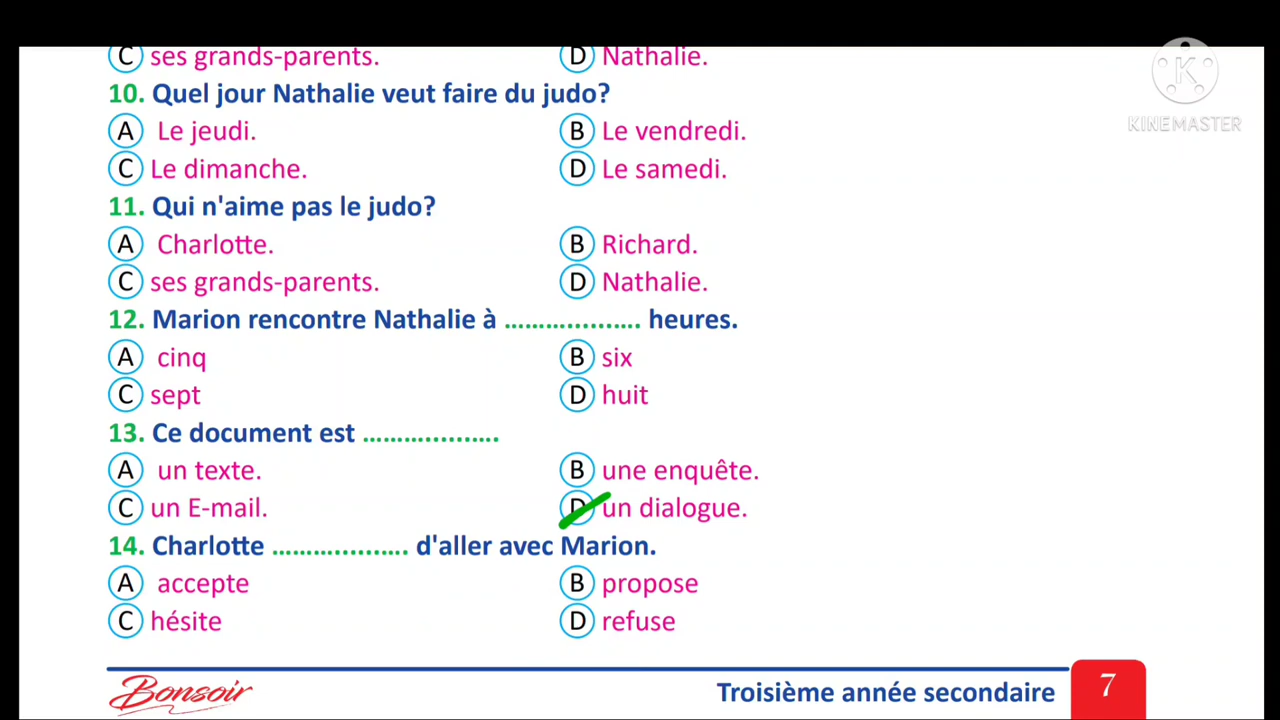 C ses grands-parents. D Nathalie.
10. Quel jour Nathalie veut faire du judo?
A Le jeudi. B Le vendredi.
C Le dimanche. D Le samedi.
11. Qui n'aime pas le judo?
A Charlotte. B Richard.
C ses grands-parents. D Nathalie.
12. Marion rencontre Nathalie à .................... heures.
A cinq B six
C sept D huit
13. Ce document est ....................
A un texte. B une enquête.
C un E-mail. D un dialogue.
14. Charlotte .................... d'aller avec Marion.
A accepte B propose
C hésite D refuse
Bonsoir Troisième année secondaire 7
K
KINEMASTER